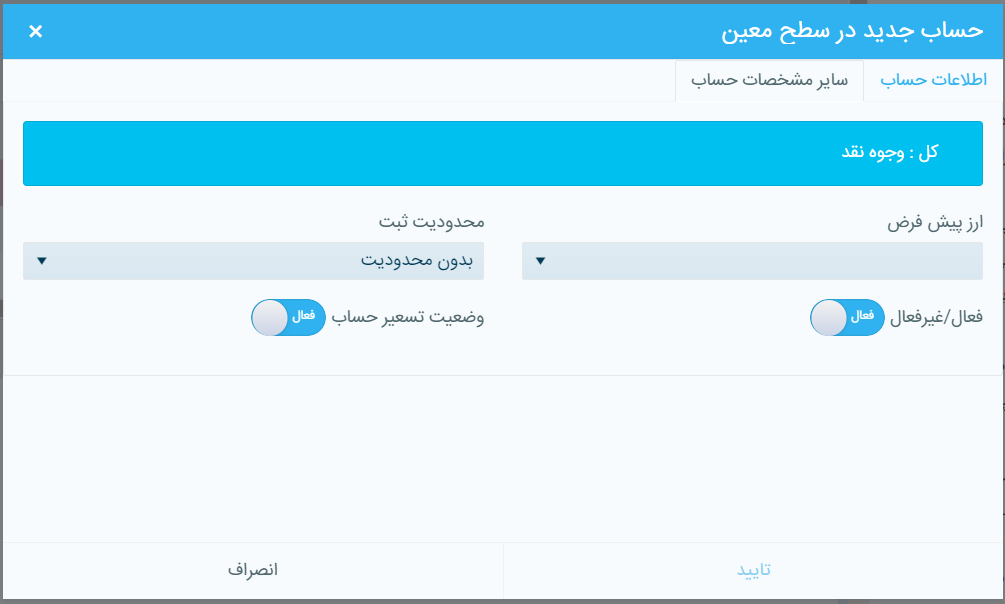 حساب جدید در سطح معین ×
اطلاعات حساب سایر مشخصات حساب
کل : وجوه نقد
ارز پیش فرض محدودیت ثبت
بدون محدودیت
فعال/غیرفعال فعال وضعیت تسعیر حساب فعال
تایید انصراف